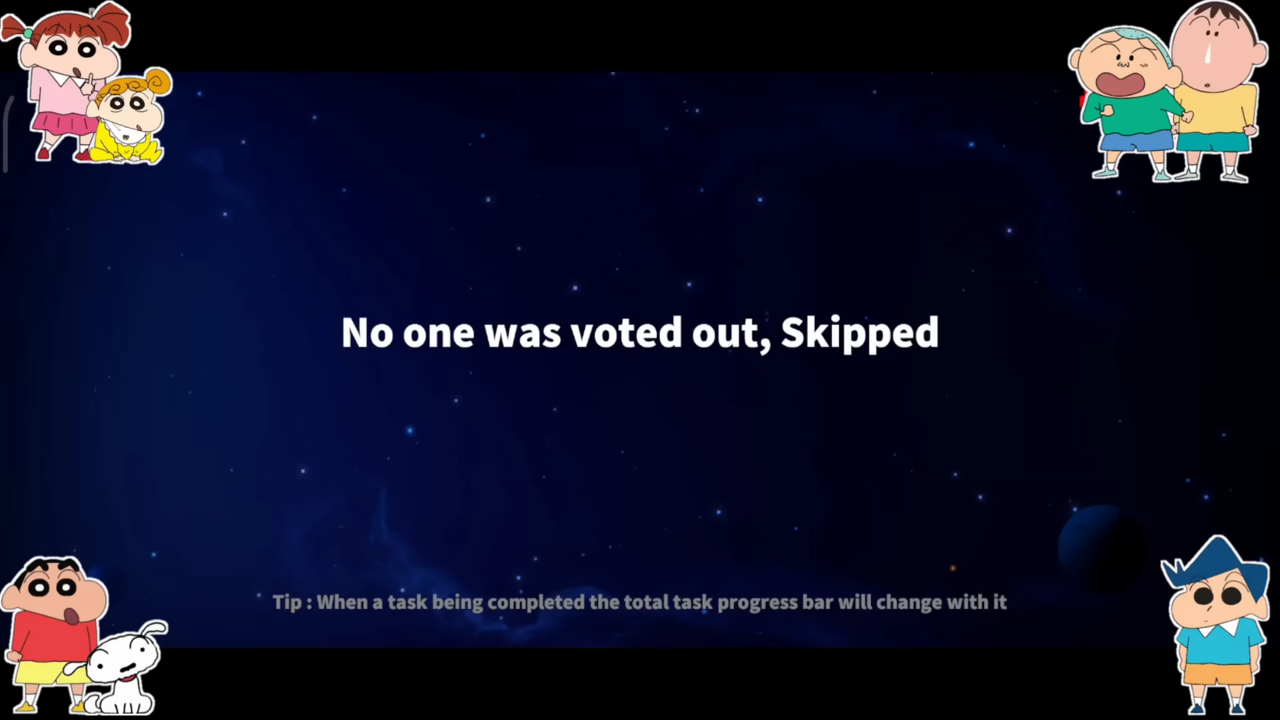 No one was voted out, Skipped
Tip : When a task being completed the total task progress bar will change with it